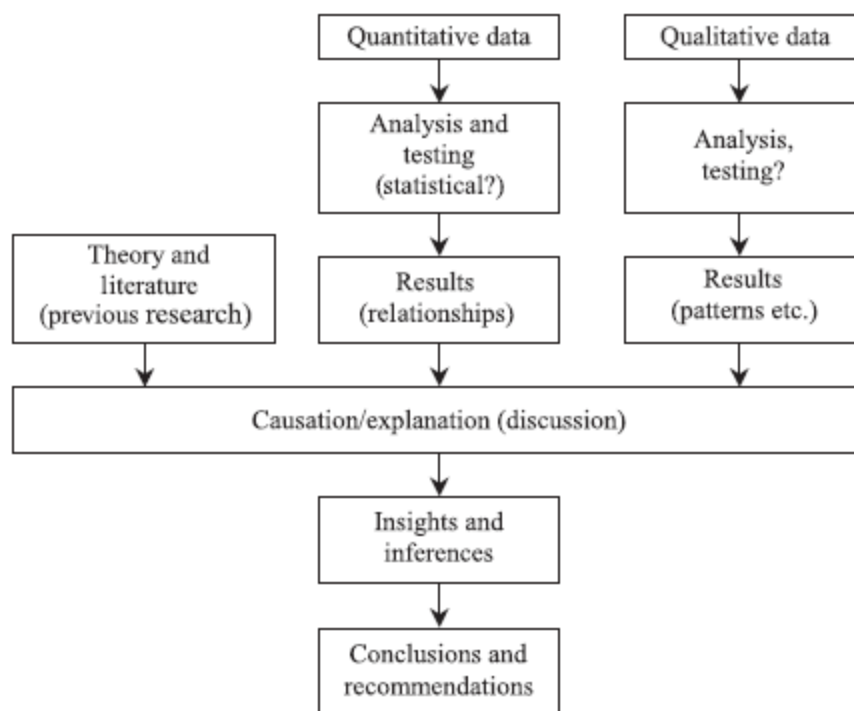 Quantitative data
Qualitative data
Analysis and
testing
(statistical?)
Analysis,
testing?
Theory and
literature
(previous research)
Results
(relationships)
Results
(patterns etc.)
Causation/explanation (discussion)
Insights and
inferences
Conclusions and
recommendations